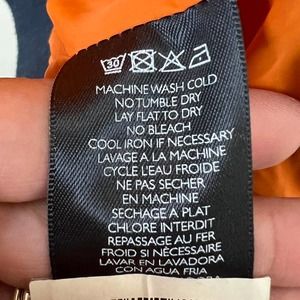 30
MACHINE WASH COLD
NO TUMBLE DRY
LAY FLAT TO DRY
NO BLEACH
COOL IRON IF NECESSARY
LAVAGE A LA MACHINE
CYCLE L'EAU FROIDE
NE PAS SECHER
EN MACHINE
SECHAGE A PLAT
CHLORE INTERDIT
REPASSAGE AU FER
FROID SI NÉCESSAIRE
LAVAR EN LAVADORA
CON AGUA FRIA